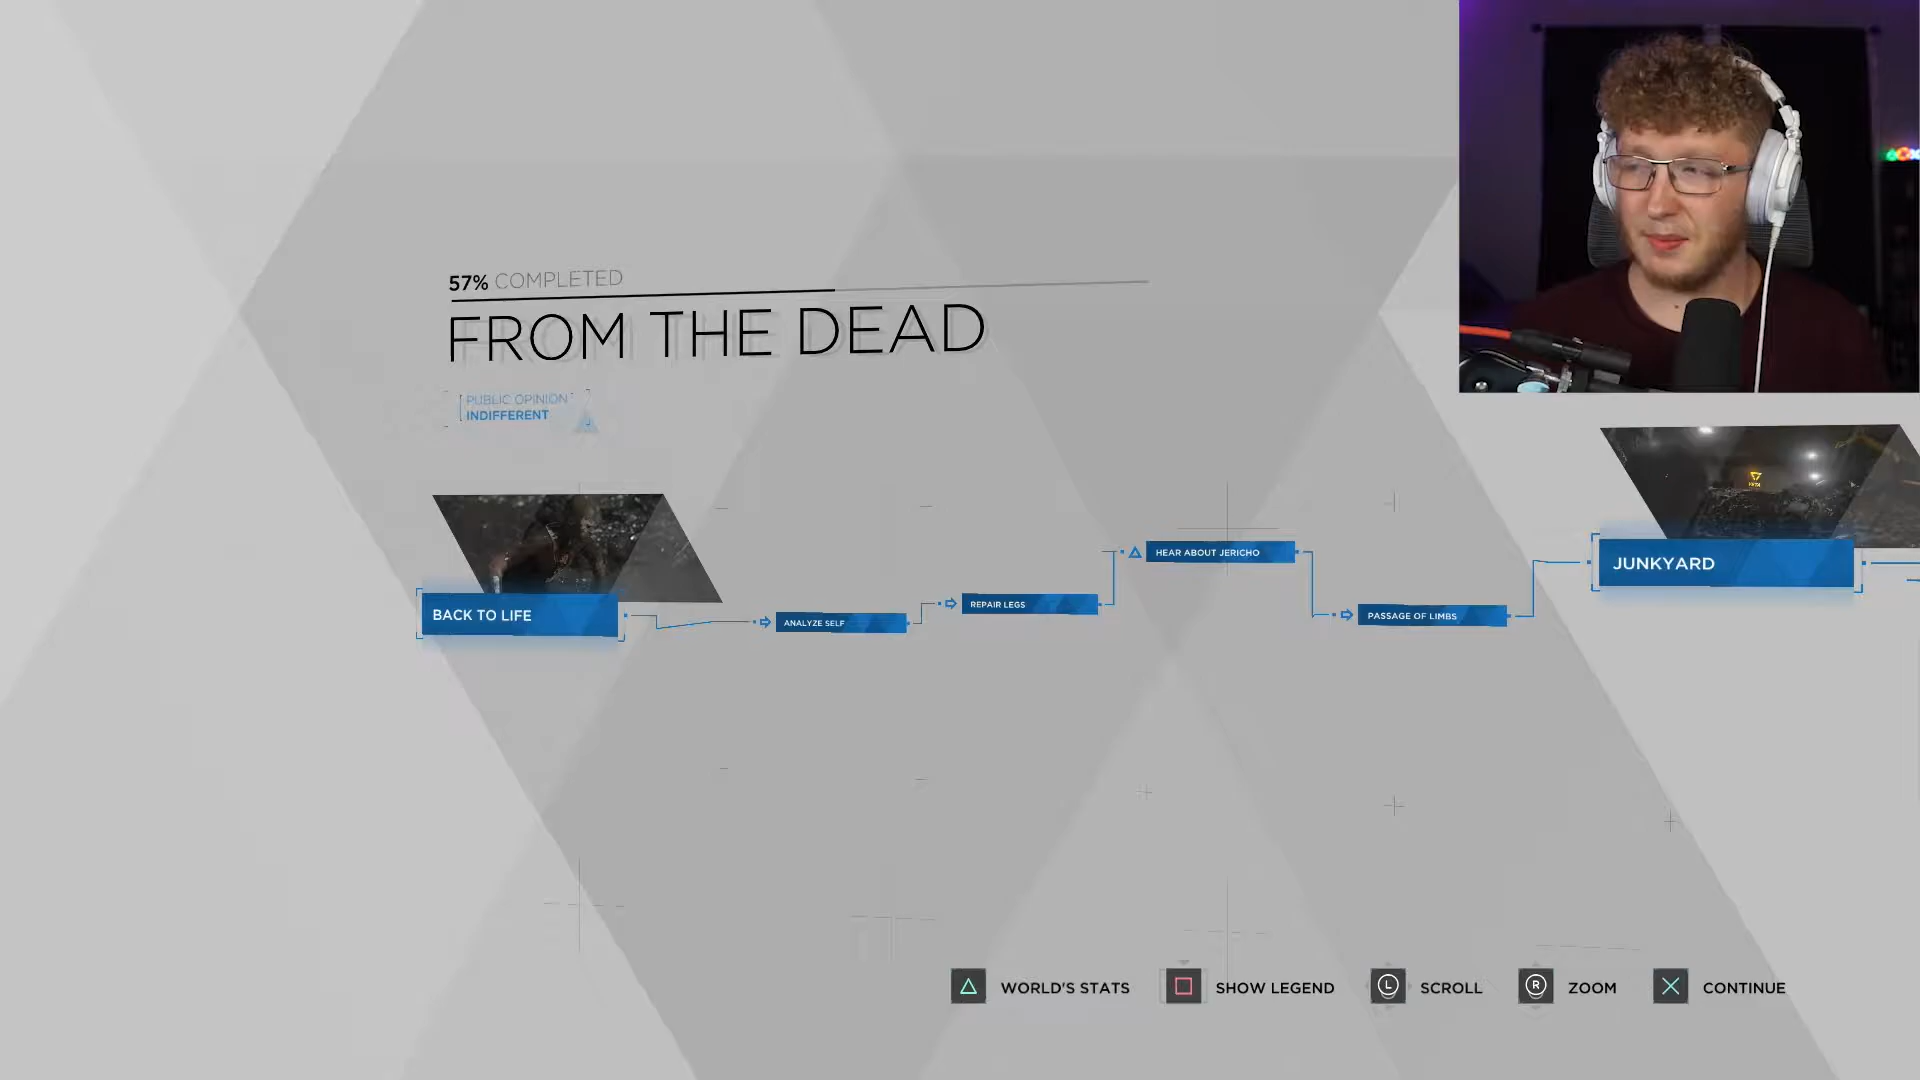 57% COMPLETED
FROM THE DEAD
PUBLIC OPINION
INDIFFERENT
HEAR ABOUT JERICHO
JUNKYARD
REPAIR LEGS
BACK TO LIFE
ANALYZE SELF
PASSAGE OF LIMBS
WORLD'S STATS
SHOW LEGEND
L
SCROLL
R
ZOOM
CONTINUE